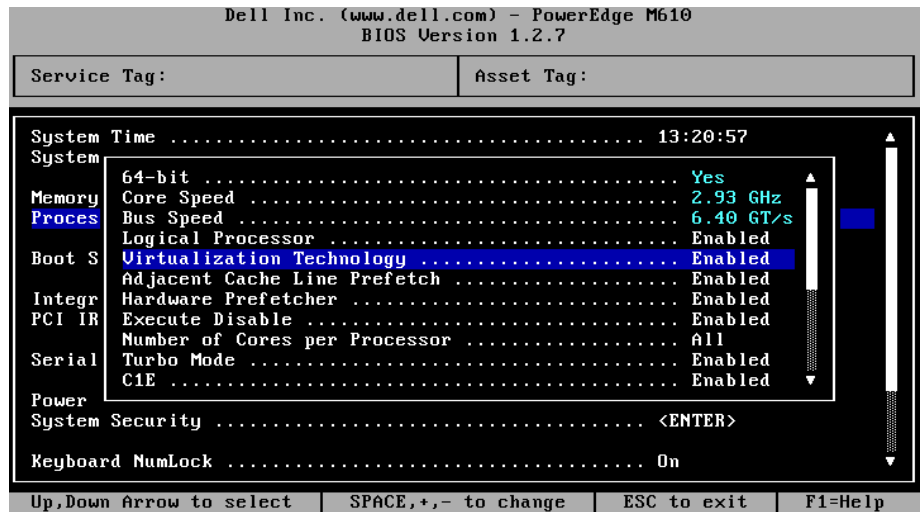 Dell Inc. (www.dell.com) - PowerEdge M610
BIOS Version 1.2.7
Service Tag: Asset Tag:
System Time .......................................... 13:20:57
System
64-bit .......................................... Yes
Memory Core Speed ...................................... 2.93 GHz
Proces Bus Speed ....................................... 6.40 GT/s
Logical Processor ............................... Enabled
Boot S Virtualization Technology ....................... Enabled
Adjacent Cache Line Prefetch .................... Enabled
Integr Hardware Prefetcher ............................. Enabled
PCI IR Execute Disable ................................. Enabled
Number of Cores per Processor ................... All
Serial Turbo Mode ...................................... Enabled
C1E ............................................. Enabled
Power
System Security ...................................... <ENTER>
Keyboard NumLock ..................................... On
Up,Down Arrow to select SPACE,+,- to change ESC to exit F1=Help